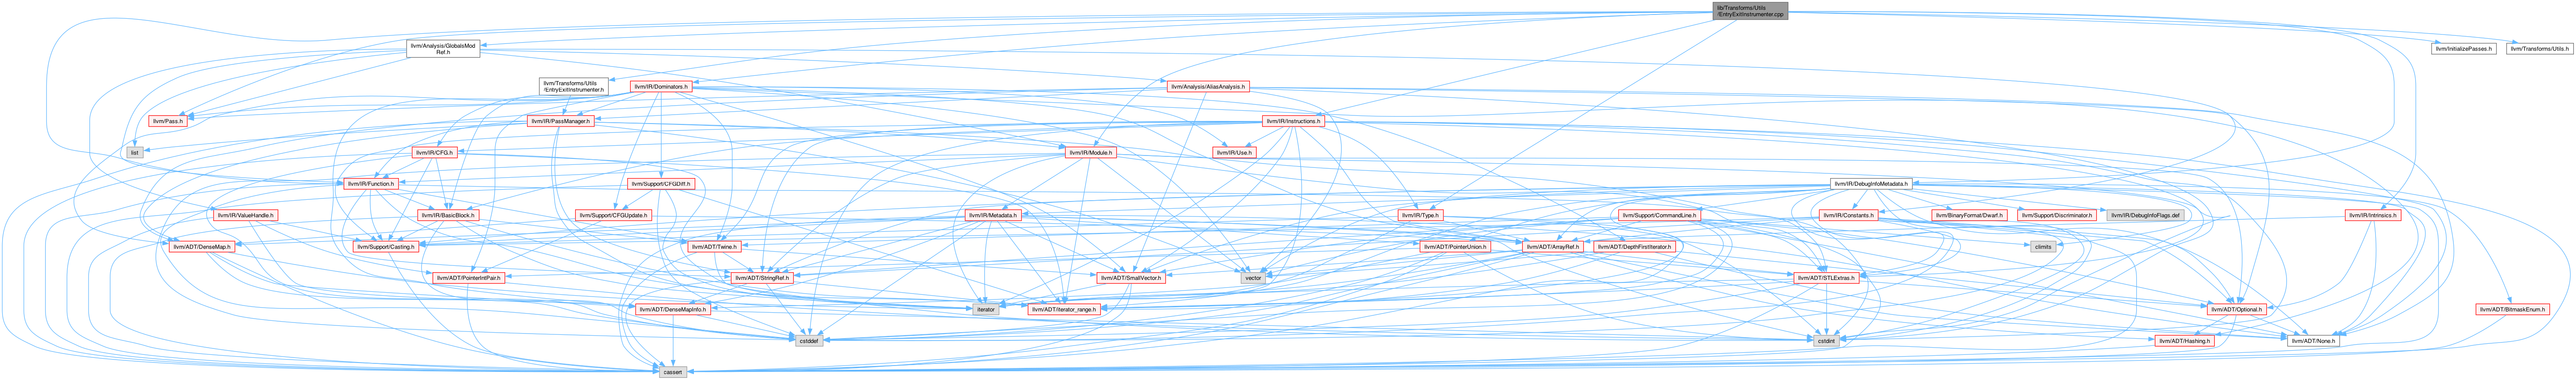 lib/Transforms/Utils
/EntryExitInstrumenter.cpp
llvm/Analysis/GlobalsMod
Ref.h
llvm/InitializePasses.h
llvm/Transforms/Utils.h
llvm/Transforms/Utils
/EntryExitInstrumenter.h
llvm/IR/Dominators.h
llvm/Analysis/AliasAnalysis.h
llvm/Pass.h
llvm/IR/PassManager.h
llvm/IR/Instructions.h
list
llvm/IR/CFG.h
llvm/IR/Use.h
llvm/IR/Module.h
llvm/IR/Function.h
llvm/Support/CFGDiff.h
llvm/IR/DebugInfoMetadata.h
llvm/IR/ValueHandle.h
llvm/IR/BasicBlock.h
llvm/Support/CFGUpdate.h
llvm/IR/Metadata.h
llvm/IR/Type.h
llvm/Support/CommandLine.h
llvm/IR/Constants.h
llvm/BinaryFormat/Dwarf.h
llvm/Support/Discriminator.h
llvm/IR/DebugInfoFlags.def
llvm/IR/Intrinsics.h
llvm/ADT/DenseMap.h
llvm/Support/Casting.h
llvm/ADT/Twine.h
llvm/ADT/PointerUnion.h
llvm/ADT/ArrayRef.h
llvm/ADT/DepthFirstIterator.h
climits
llvm/ADT/PointerIntPair.h
llvm/ADT/StringRef.h
llvm/ADT/SmallVector.h
vector
llvm/ADT/STLExtras.h
llvm/ADT/DenseMapInfo.h
iterator
llvm/ADT/iterator_range.h
llvm/ADT/Optional.h
llvm/ADT/BitmaskEnum.h
cstddef
cstdint
llvm/ADT/Hashing.h
llvm/ADT/None.h
cassert